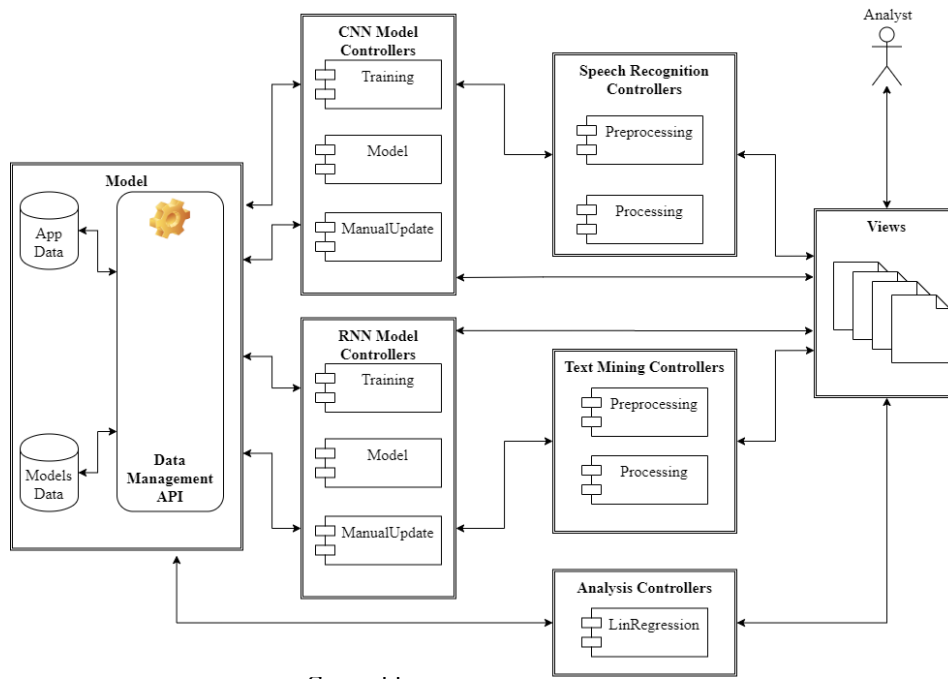 Analyst
CNN Model
Controllers
Training
Model
ManualUpdate
Speech Recognition
Controllers
Preprocessing
Processing
Model
App
Data
Models
Data
Data
Management
API
Views
RNN Model
Controllers
Training
Model
ManualUpdate
Text Mining Controllers
Preprocessing
Processing
Analysis Controllers
LinRegression